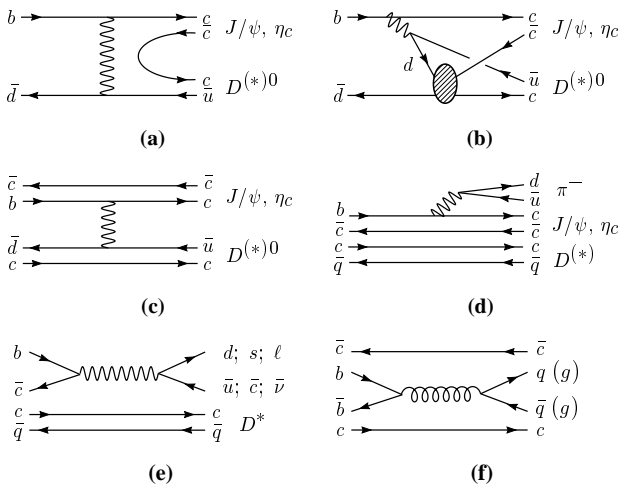 b c c̄ J/ψ, η_c
d̄ c ū D^(*)0
(a)
b c c̄ J/ψ, η_c
d
d̄ ū c D^(*)0
(b)
c̄ c̄
b c J/ψ, η_c
d̄ ū D^(*)0
c c
(c)
d π^−
ū
b c
c̄ c̄ J/ψ, η_c
c c
q̄ q̄ D^(*)
(d)
b d; s; ℓ
c̄ ū; c̄; ν̄
c c
q̄ q̄ D^*
(e)
c̄ c̄
b q (g)
b̄ q̄ (g)
c c
(f)